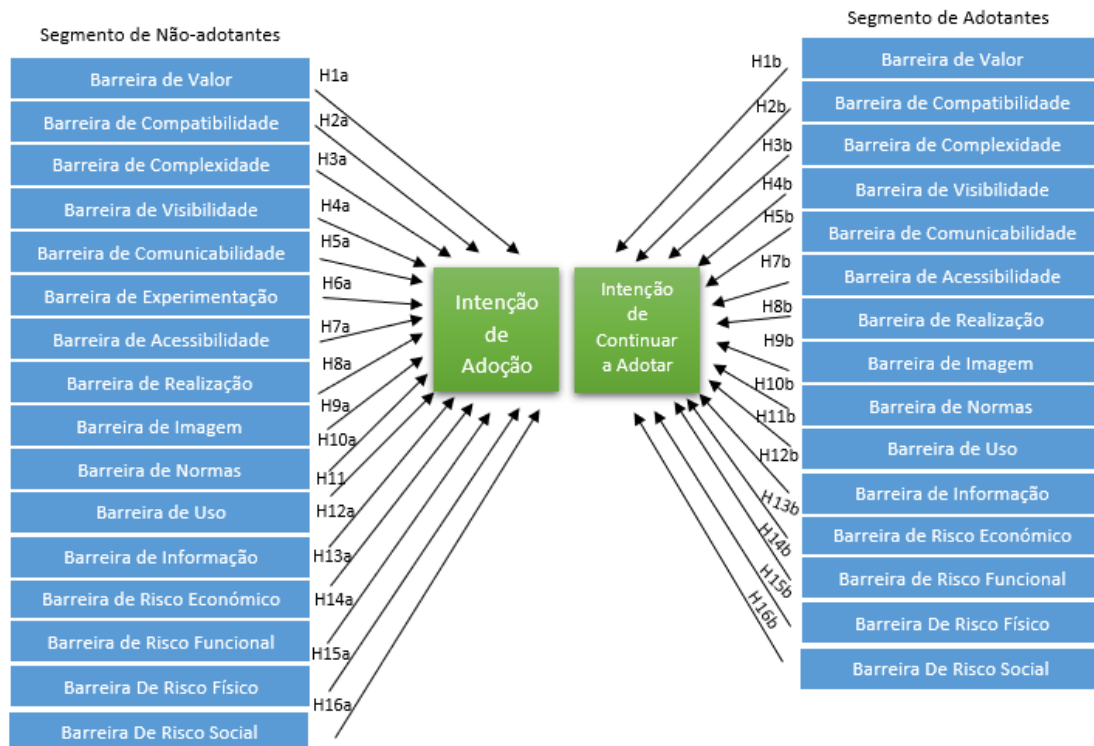 Segmento de Não-adotantes
Barreira de Valor
Barreira de Compatibilidade
Barreira de Complexidade
Barreira de Visibilidade
Barreira de Comunicabilidade
Barreira de Experimentação
Barreira de Acessibilidade
Barreira de Realização
Barreira de Imagem
Barreira de Normas
Barreira de Uso
Barreira de Informação
Barreira de Risco Económico
Barreira de Risco Funcional
Barreira De Risco Físico
Barreira De Risco Social
H1a
H2a
H3a
H4a
H5a
H6a
H7a
H8a
H9a
H10a
H11
H12a
H13a
H14a
H15a
H16a
Intenção
de
Adoção
Intenção
de
Continuar
a Adotar
H1b
H2b
H3b
H4b
H5b
H7b
H8b
H9b
H10b
H11b
H12b
H13b
H14b
H15b
H16b
Segmento de Adotantes
Barreira de Valor
Barreira de Compatibilidade
Barreira de Complexidade
Barreira de Visibilidade
Barreira de Comunicabilidade
Barreira de Acessibilidade
Barreira de Realização
Barreira de Imagem
Barreira de Normas
Barreira de Uso
Barreira de Informação
Barreira de Risco Económico
Barreira de Risco Funcional
Barreira De Risco Físico
Barreira De Risco Social